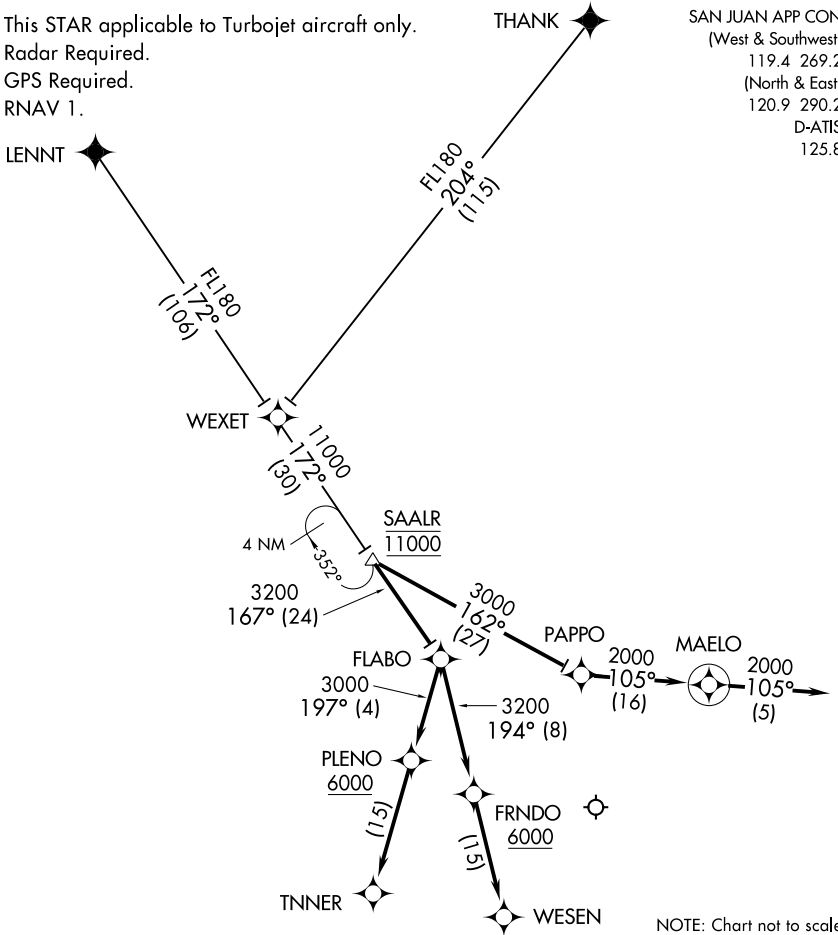 This STAR applicable to Turbojet aircraft only.
Radar Required.
GPS Required.
RNAV 1.
THANK
SAN JUAN APP CON
(West & Southwest
119.4 269.2
(North & East
120.9 290.2
D-ATIS
125.8
LENNT
FL180
204°
(115)
FL180
172°
(106)
WEXET
11000
172°
(30)
SAALR
11000
4 NM
352°
3200
167° (24)
3000
162°
(27)
PAPPO
MAELO
2000
105°
(16)
2000
105°
(5)
FLABO
3000
197° (4)
3200
194° (8)
PLENO
6000
FRNDO
6000
(15)
(15)
TNNER
WESEN
NOTE: Chart not to scale